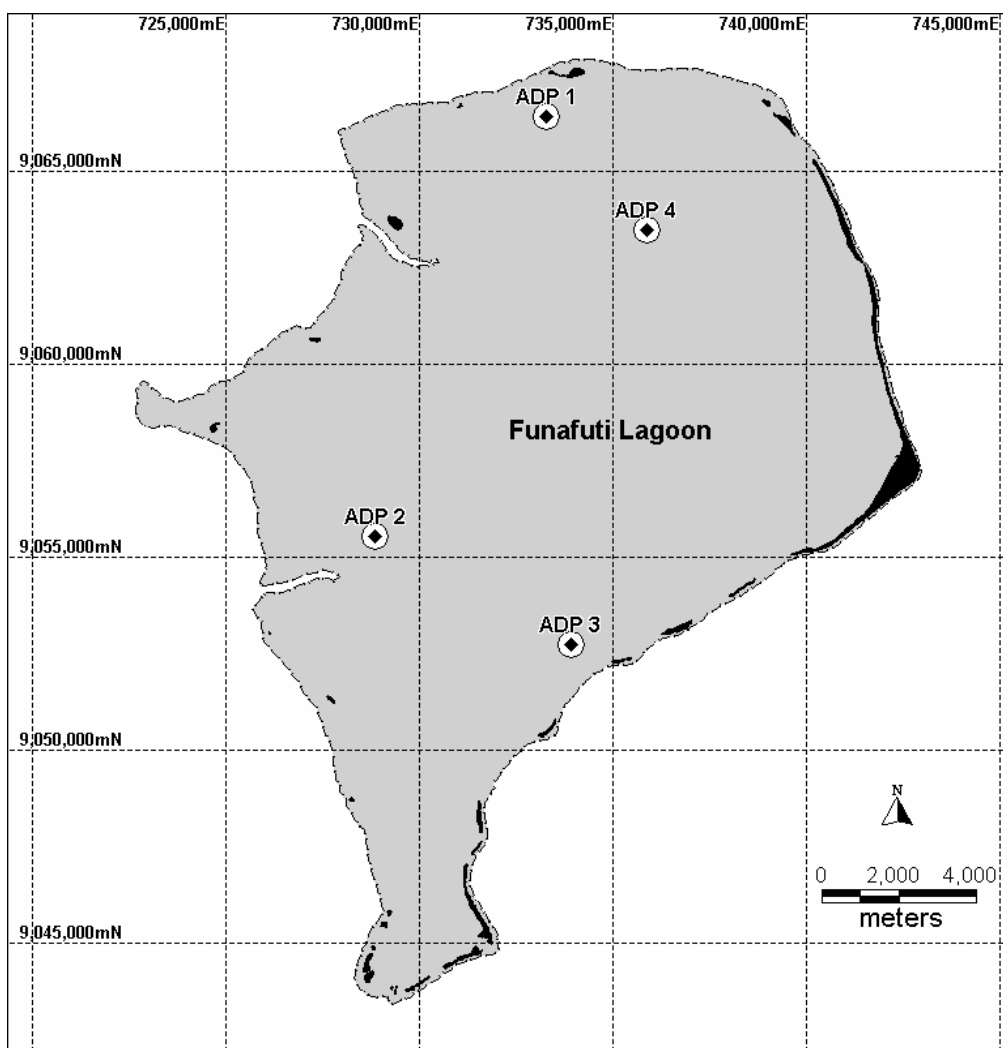 725,000mE 730,000mE 735,000mE 740,000mE 745,000mE
ADP 1
9,065,000mN
ADP 4
9,060,000mN
Funafuti Lagoon
ADP 2
9,055,000mN
ADP 3
9,050,000mN
N
0 2,000 4,000
meters
9,045,000mN